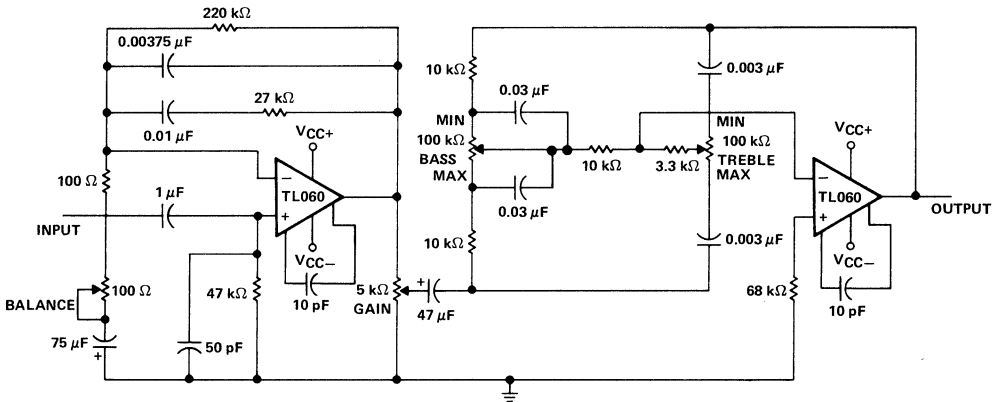 220 kΩ
0.00375 µF
27 kΩ
0.01 µF
100 Ω
1 µF
INPUT
VCC+
−
TL060
+
VCC−
10 pF
100 Ω
BALANCE
75 µF
+
50 pF
47 kΩ
5 kΩ
GAIN
+
47 µF
10 kΩ
0.03 µF
MIN
100 kΩ
BASS
MAX
0.03 µF
10 kΩ
10 kΩ
3.3 kΩ
0.003 µF
MIN
100 kΩ
TREBLE
MAX
0.003 µF
VCC+
−
TL060
+
VCC−
10 pF
68 kΩ
OUTPUT